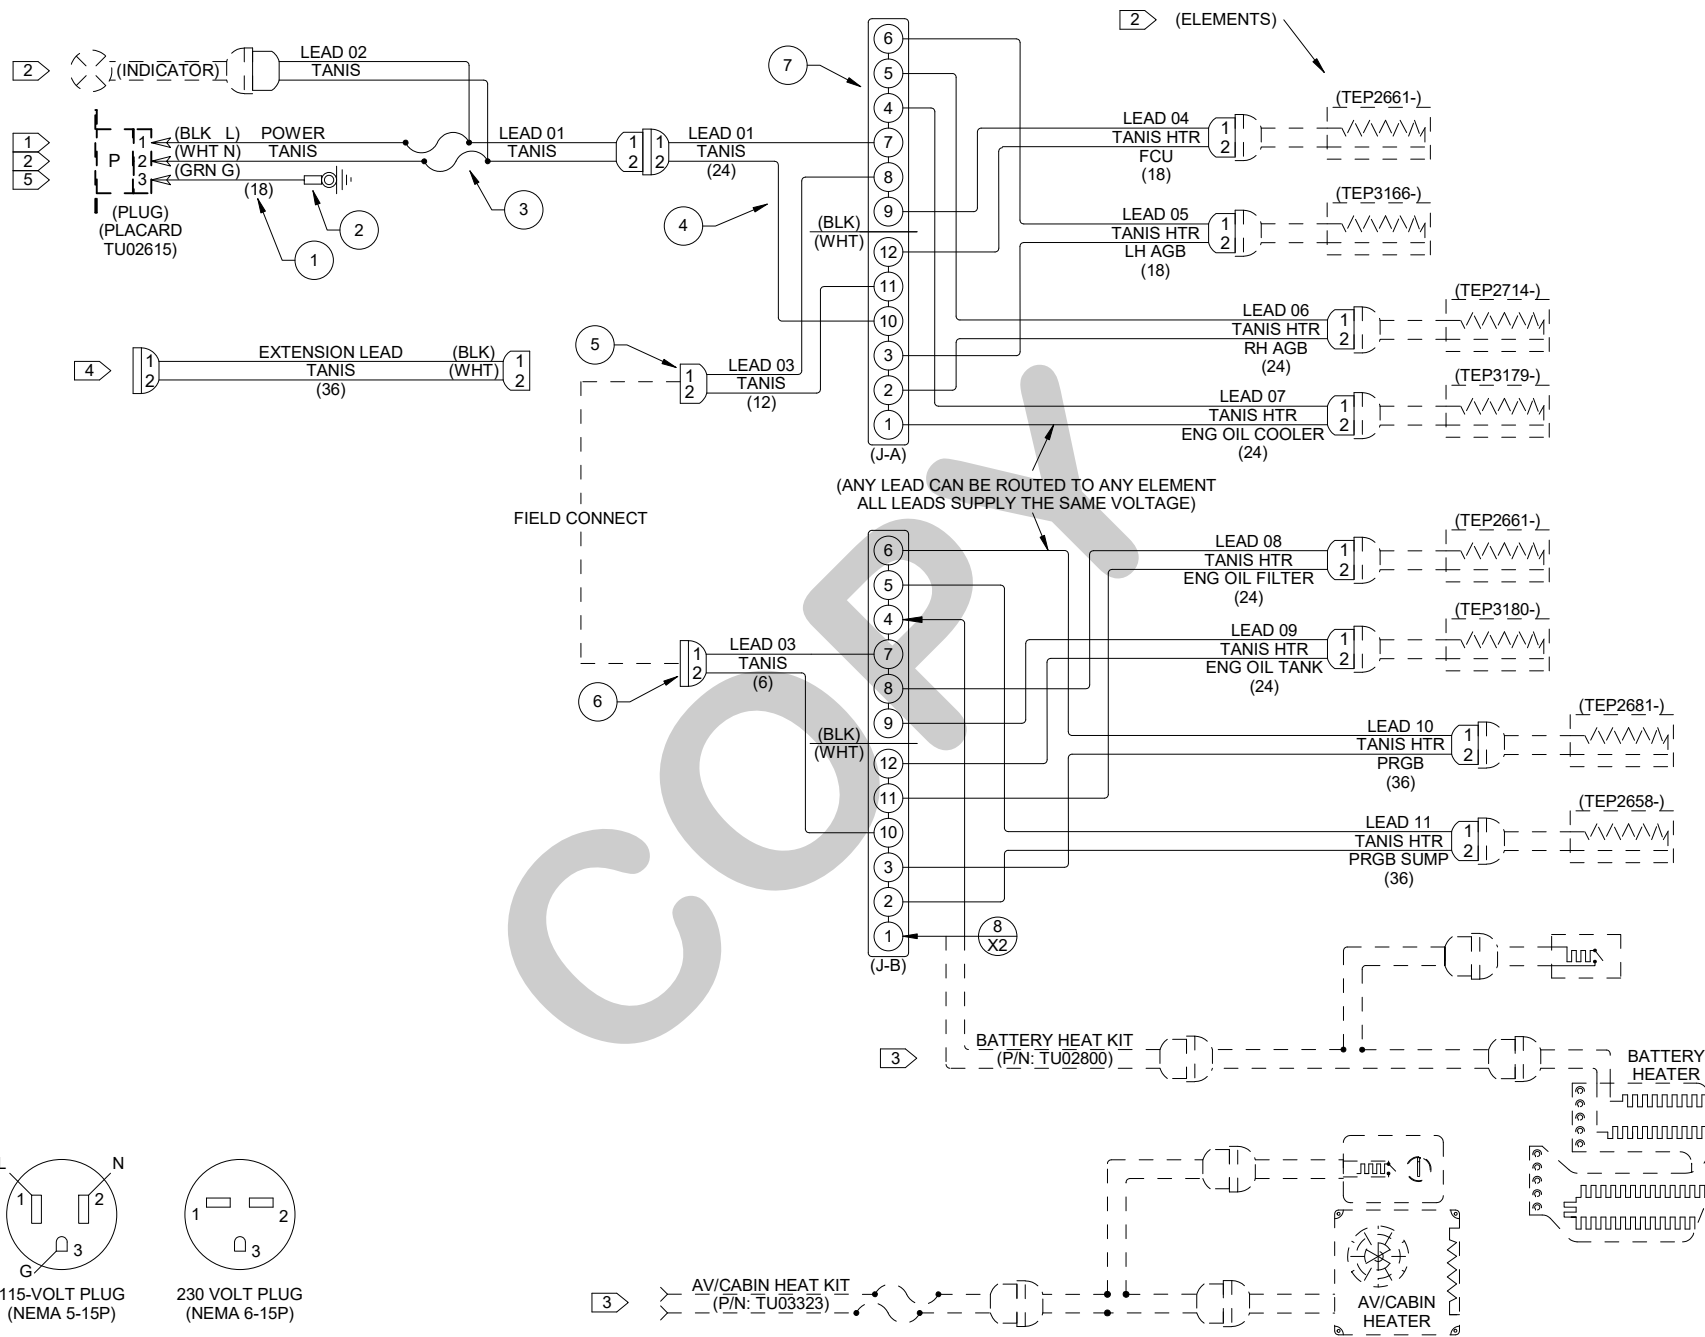 2 (ELEMENTS)
2 (INDICATOR) LEAD 02
TANIS
1
2
5
P
1
2
3
(BLK L) POWER
(WHT N) TANIS
(GRN G)
(18)
(PLUG)
(PLACARD
TU02615)
1
2
3
LEAD 01
TANIS
1
2
1
2
LEAD 01
TANIS
(24)
4
7
6
5
4
7
8
9
(BLK)
(WHT)
12
11
10
3
2
1
(J-A)
LEAD 04
TANIS HTR
FCU
(18)
1
2
(TEP2661-)
LEAD 05
TANIS HTR
LH AGB
(18)
1
2
(TEP3166-)
LEAD 06
TANIS HTR
RH AGB
(24)
1
2
(TEP2714-)
LEAD 07
TANIS HTR
ENG OIL COOLER
(24)
1
2
(TEP3179-)
4
1
2
EXTENSION LEAD (BLK)
TANIS (WHT)
(36)
1
2
5
1
2
LEAD 03
TANIS
(12)
FIELD CONNECT
(ANY LEAD CAN BE ROUTED TO ANY ELEMENT
ALL LEADS SUPPLY THE SAME VOLTAGE)
COPY
6
1
2
LEAD 03
TANIS
(6)
6
5
4
7
8
9
(BLK)
(WHT)
12
11
10
3
2
1
(J-B)
8
X2
LEAD 08
TANIS HTR
ENG OIL FILTER
(24)
1
2
(TEP2661-)
LEAD 09
TANIS HTR
ENG OIL TANK
(24)
1
2
(TEP3180-)
LEAD 10
TANIS HTR
PRGB
(36)
1
2
(TEP2681-)
LEAD 11
TANIS HTR
PRGB SUMP
(36)
1
2
(TEP2658-)
3
BATTERY HEAT KIT
(P/N: TU02800)
BATTERY
HEATER
L N
1 2
3
G
115-VOLT PLUG
(NEMA 5-15P)
1 2
3
230 VOLT PLUG
(NEMA 6-15P)
3
AV/CABIN HEAT KIT
(P/N: TU03323)
AV/CABIN
HEATER